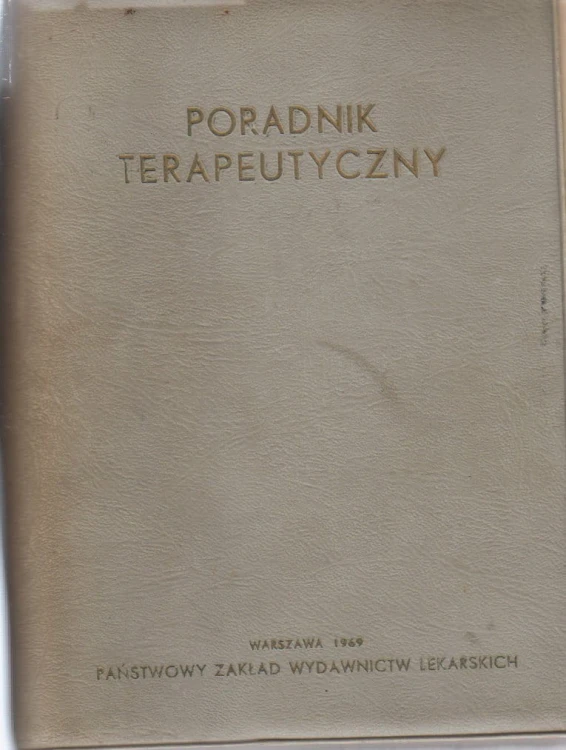 PORADNIK
TERAPEUTYCZNY
WARSZAWA 1969
PAŃSTWOWY ZAKŁAD WYDAWNICTW LEKARSKICH